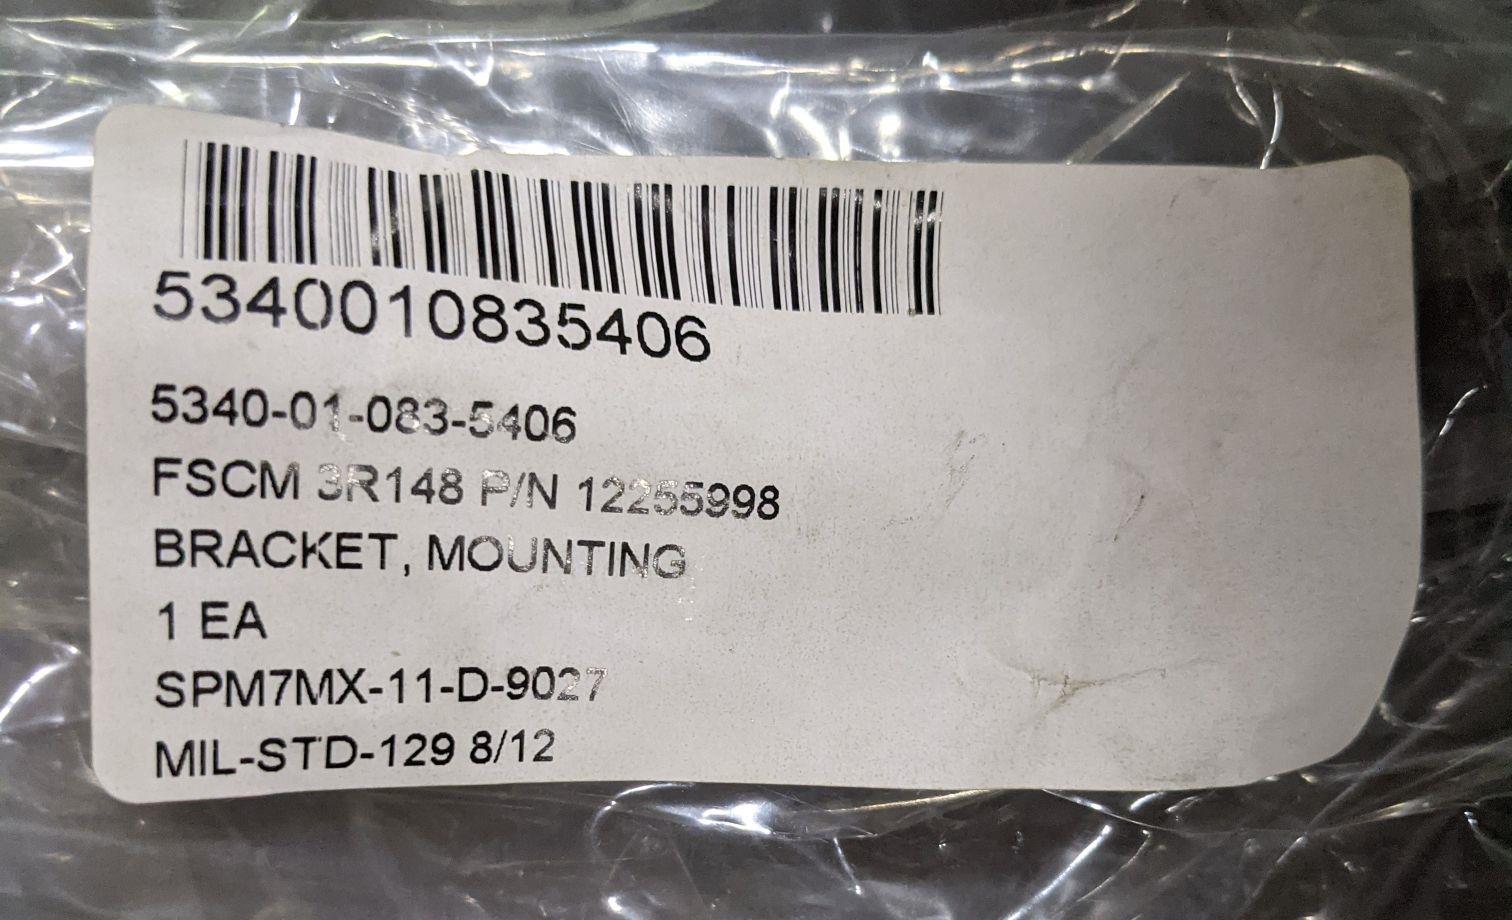 5340010835406
5340-01-083-5406
FSCM 3R148 P/N 12255998
BRACKET, MOUNTING
1 EA
SPM7MX-11-D-9027
MIL-STD-129 8/12